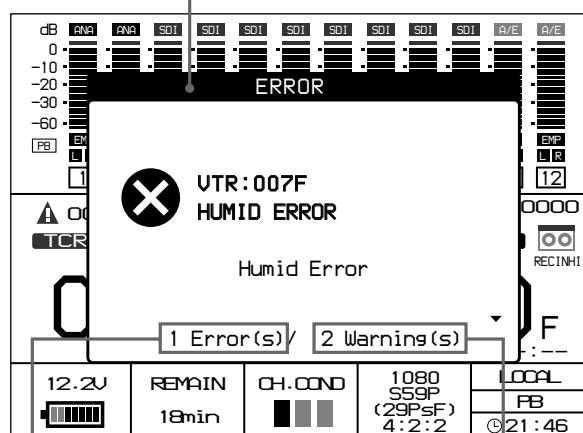 dB ANA ANA SDI SDI SDI SDI SDI SDI SDI SDI A/E A/E
0
-10
-20
-30
-60
ERROR
PB
EMP
L R
12
VTR:007F
HUMID ERROR
0000
TCR
RECINHI
Humid Error
F
1 Error(s)/ 2 Warning(s)
12.2V
REMAIN
18min
CH.COND
1080
S59P
(29PsF)
4:2:2
LOCAL
PB
21:46